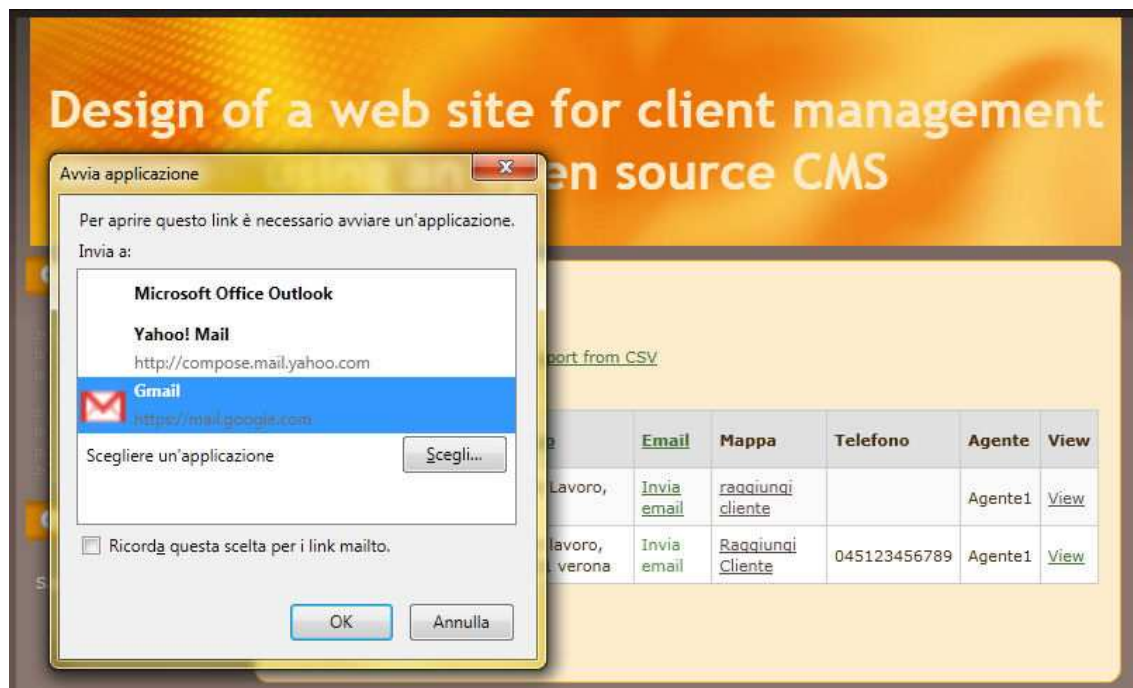 Design of a web site for client management
using an open source CMS
Avvia applicazione
Per aprire questo link è necessario avviare un'applicazione.
Invia a:
Microsoft Office Outlook
Yahoo! Mail
http://compose.mail.yahoo.com
Gmail
https://mail.google.com
Scegliere un'applicazione
Scegli...
Ricorda questa scelta per i link mailto.
OK Annulla
from CSV
Email Mappa Telefono Agente View
Lavoro, Invia email raggiungi cliente Agente1 View
lavoro, verona Invia email Raggiungi Cliente 045123456789 Agente1 View